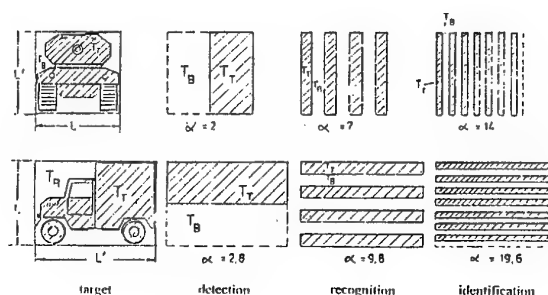 T_B
T_T
L'
L
T_B T_T
α = 2
T_T
T_B
α = 7
T_B
T_T
α = 14
T_B
T_T
L
L'
T_T
T_B
α = 2,8
T_T
T_B
α = 9,8
α = 19,6
target detection recognition identification